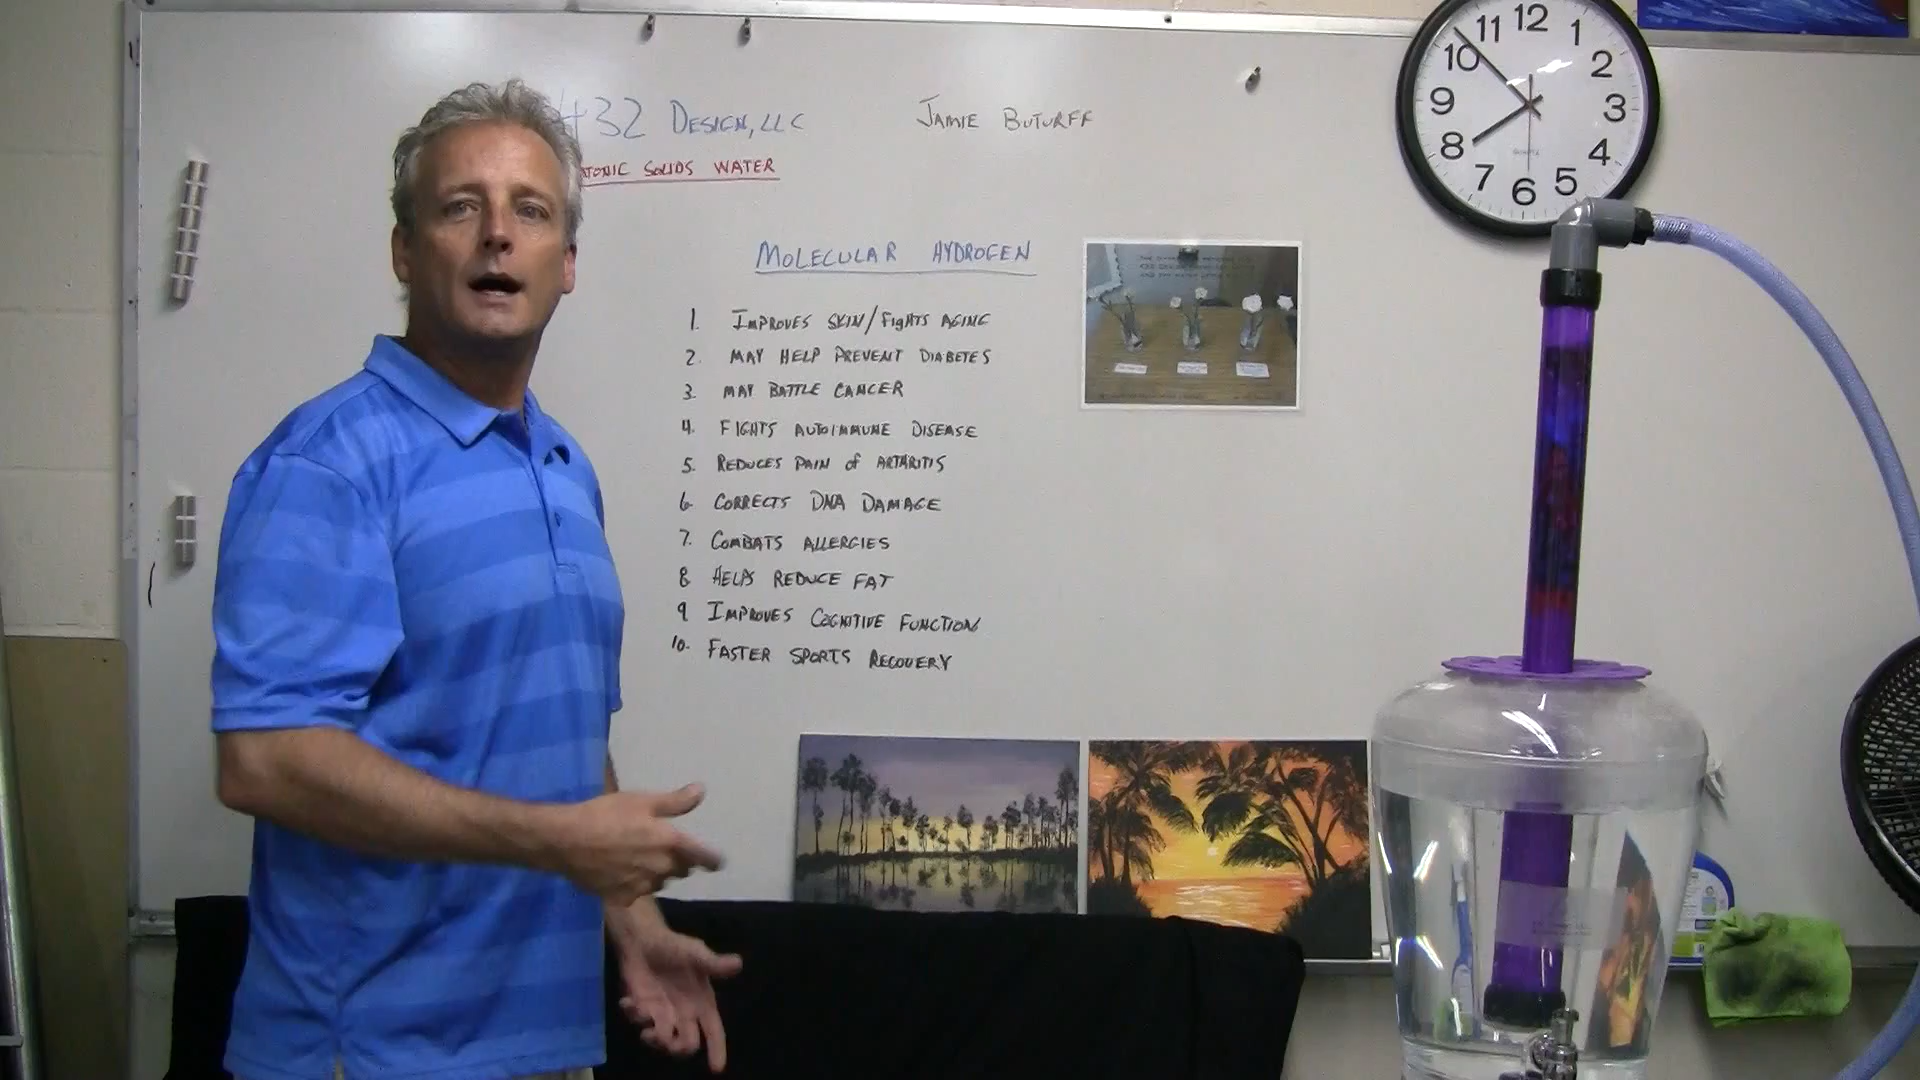 #32 DESIGN, LLC
JAMIE BUTURFF
ATONIC SOLIDS WATER
MOLECULAR HYDROGEN
1. IMPROVES SKIN/FIGHTS AGING
2. MAY HELP PREVENT DIABETES
3. MAY BATTLE CANCER
4. FIGHTS AUTOIMMUNE DISEASE
5. REDUCES PAIN of ARTHRITIS
6. CORRECTS DNA DAMAGE
7. COMBATS ALLERGIES
8 HELPS REDUCE FAT
9 IMPROVES COGNITIVE FUNCTION
10. FASTER SPORTS RECOVERY
12
1
2
3
4
5
6
7
8
9
10
11
QUARTZ